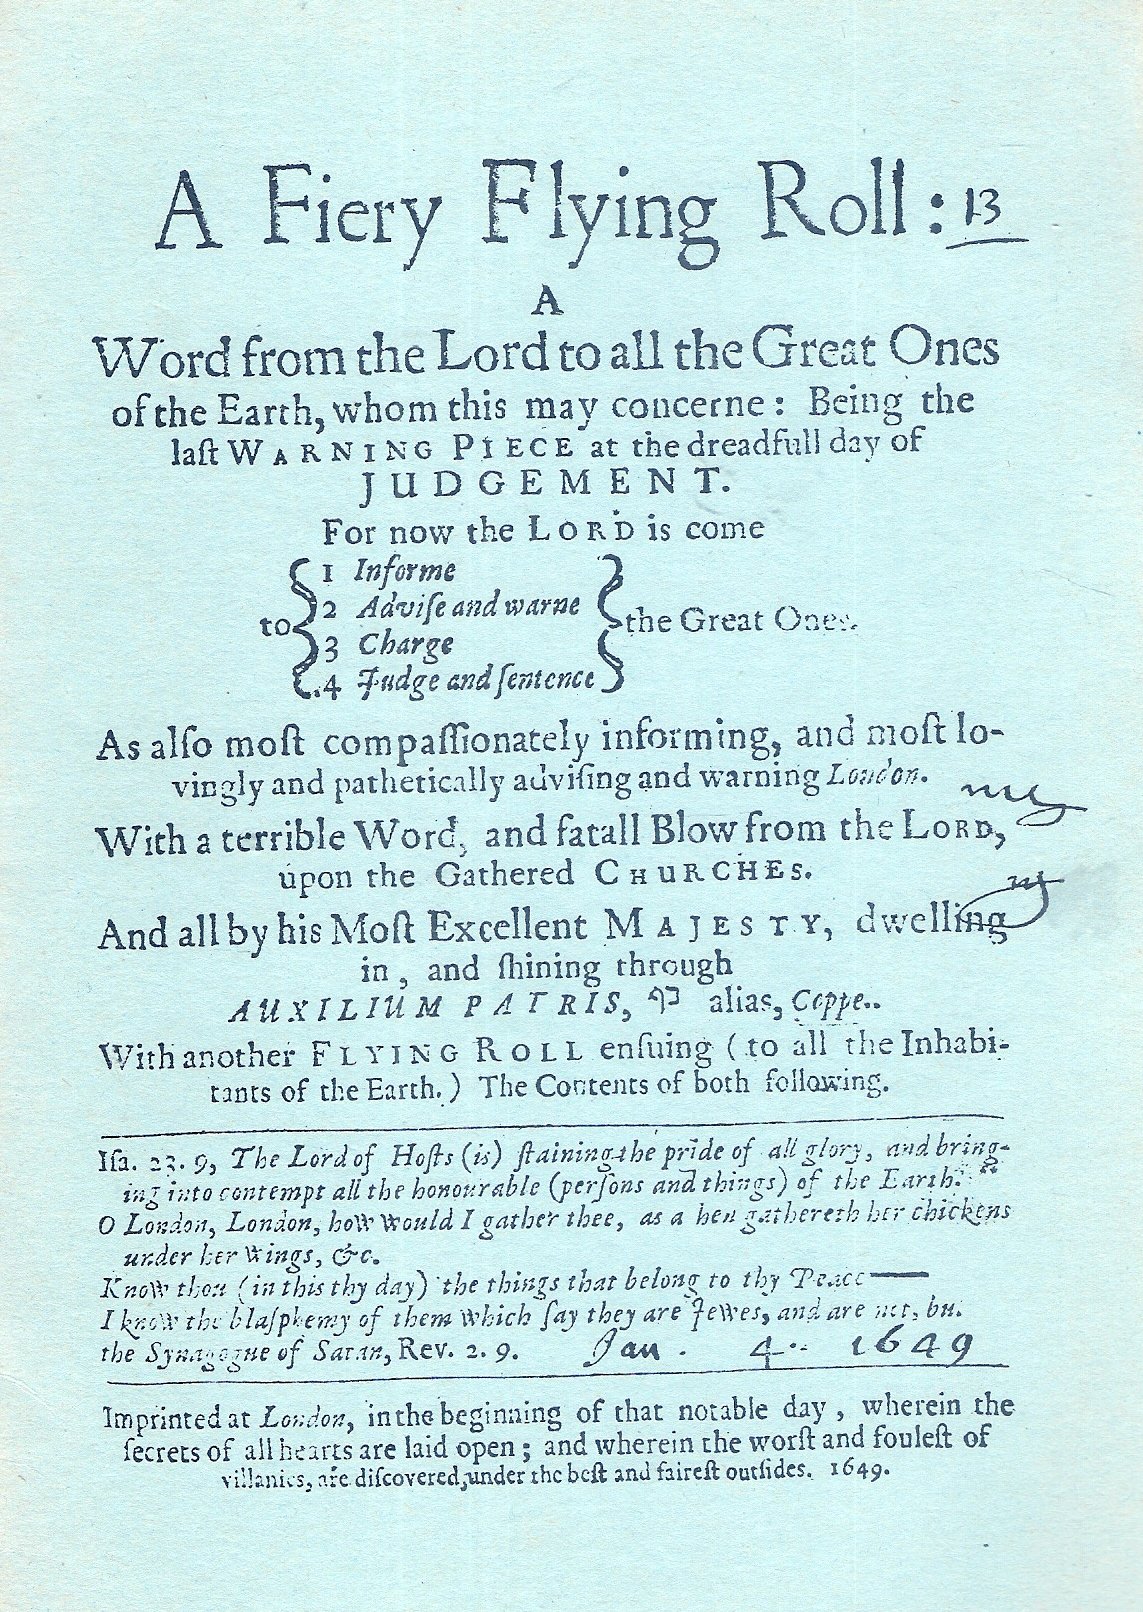 A Fiery Flying Roll: 13
A
Word from the Lord to all the Great Ones
of the Earth, whom this may concerne: Being the
laſt WARNING PIECE at the dreadfull day of
JUDGEMENT.
For now the LORD is come
to
1 Informe
2 Adviſe and warne
3 Charge
4 Judge and ſentence
the Great Ones.
As alſo moſt compaſſionately informing, and moſt lo-
vingly and pathetically adviſing and warning London.
With a terrible Word, and fatall Blow from the LORD,
upon the Gathered CHURCHES.
And all by his Moſt Excellent MAJESTY, dwelling
in, and ſhining through
AUXILIUM PATRIS, alias, Coppe.
With another FLYING ROLL enſuing (to all the Inhabi-
tants of the Earth.) The Contents of both following.
Iſa. 23. 9, The Lord of Hoſts (is) ſtaining the pride of all glory, and bring-
ing into contempt all the honourable (perſons and things) of the Earth.
O London, London, how would I gather thee, as a hen gathereth her chickens
under her wings, &c.
Know thou (in this thy day) the things that belong to thy Peace——
I know the blaſphemy of them which ſay they are Jewes, and are not, but
the Synagogue of Satan, Rev. 2. 9. Jan. 4.. 1649
Imprinted at London, in the beginning of that notable day, wherein the
ſecrets of all hearts are laid open; and wherein the worſt and fouleſt of
villanies, are diſcovered, under the beſt and faireſt outſides. 1649.